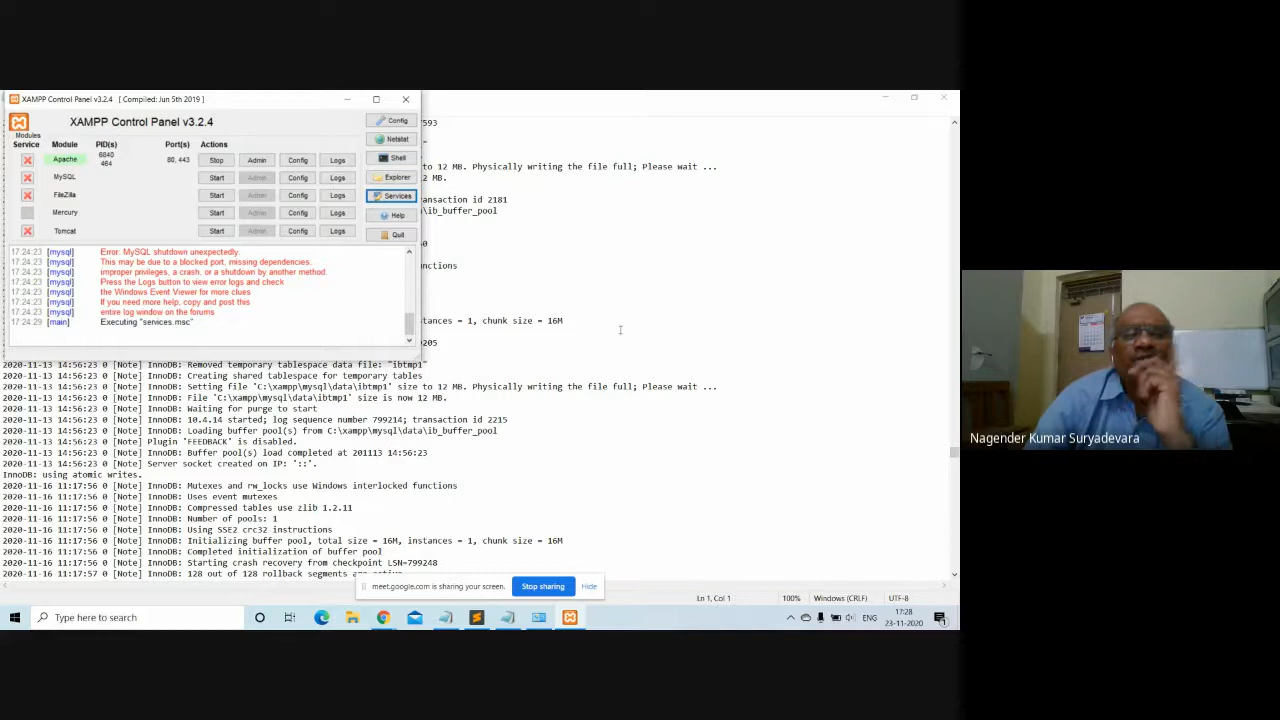 XAMPP Control Panel v3.2.4 [ Compiled: Jun 5th 2019 ]
XAMPP Control Panel v3.2.4
Config
Modules
Service Module PID(s) Port(s) Actions
Netstat
Apache 6840 464 80, 443 Stop Admin Config Logs
Shell
MySQL Start Admin Config Logs
Explorer
FileZilla Start Admin Config Logs
Services
Mercury Start Admin Config Logs
Help
Tomcat Start Admin Config Logs
Quit
17:24:23 [mysql] Error: MySQL shutdown unexpectedly.
17:24:23 [mysql] This may be due to a blocked port, missing dependencies,
17:24:23 [mysql] improper privileges, a crash, or a shutdown by another method.
17:24:23 [mysql] Press the Logs button to view error logs and check
17:24:23 [mysql] the Windows Event Viewer for more clues
17:24:23 [mysql] If you need more help, copy and post this
17:24:23 [mysql] entire log window on the forums
17:24:29 [main] Executing "services.msc"
7593
"
to 12 MB. Physically writing the file full; Please wait ...
2 MB.
ransaction id 2181
\ib_buffer_pool
0
nctions
stances = 1, chunk size = 16M
9205
2020-11-13 14:56:23 0 [Note] InnoDB: Removed temporary tablespace data file: "ibtmp1"
2020-11-13 14:56:23 0 [Note] InnoDB: Creating shared tablespace for temporary tables
2020-11-13 14:56:23 0 [Note] InnoDB: Setting file 'C:\xampp\mysql\data\ibtmp1' size to 12 MB. Physically writing the file full; Please wait ...
2020-11-13 14:56:23 0 [Note] InnoDB: File 'C:\xampp\mysql\data\ibtmp1' size is now 12 MB.
2020-11-13 14:56:23 0 [Note] InnoDB: Waiting for purge to start
2020-11-13 14:56:23 0 [Note] InnoDB: 10.4.14 started; log sequence number 799214; transaction id 2215
2020-11-13 14:56:23 0 [Note] InnoDB: Loading buffer pool(s) from C:\xampp\mysql\data\ib_buffer_pool
2020-11-13 14:56:23 0 [Note] Plugin 'FEEDBACK' is disabled.
2020-11-13 14:56:23 0 [Note] InnoDB: Buffer pool(s) load completed at 201113 14:56:23
2020-11-13 14:56:23 0 [Note] Server socket created on IP: '::'.
InnoDB: using atomic writes.
2020-11-16 11:17:56 0 [Note] InnoDB: Mutexes and rw_locks use Windows interlocked functions
2020-11-16 11:17:56 0 [Note] InnoDB: Uses event mutexes
2020-11-16 11:17:56 0 [Note] InnoDB: Compressed tables use zlib 1.2.11
2020-11-16 11:17:56 0 [Note] InnoDB: Number of pools: 1
2020-11-16 11:17:56 0 [Note] InnoDB: Using SSE2 crc32 instructions
2020-11-16 11:17:56 0 [Note] InnoDB: Initializing buffer pool, total size = 16M, instances = 1, chunk size = 16M
2020-11-16 11:17:56 0 [Note] InnoDB: Completed initialization of buffer pool
2020-11-16 11:17:56 0 [Note] InnoDB: Starting crash recovery from checkpoint LSN=799248
2020-11-16 11:17:57 0 [Note] InnoDB: 128 out of 128 rollback segments are active
meet.google.com is sharing your screen. Stop sharing Hide
Ln 1, Col 1 100% Windows (CRLF) UTF-8
Type here to search
ENG 17:28
23-11-2020
Nagender Kumar Suryadevara